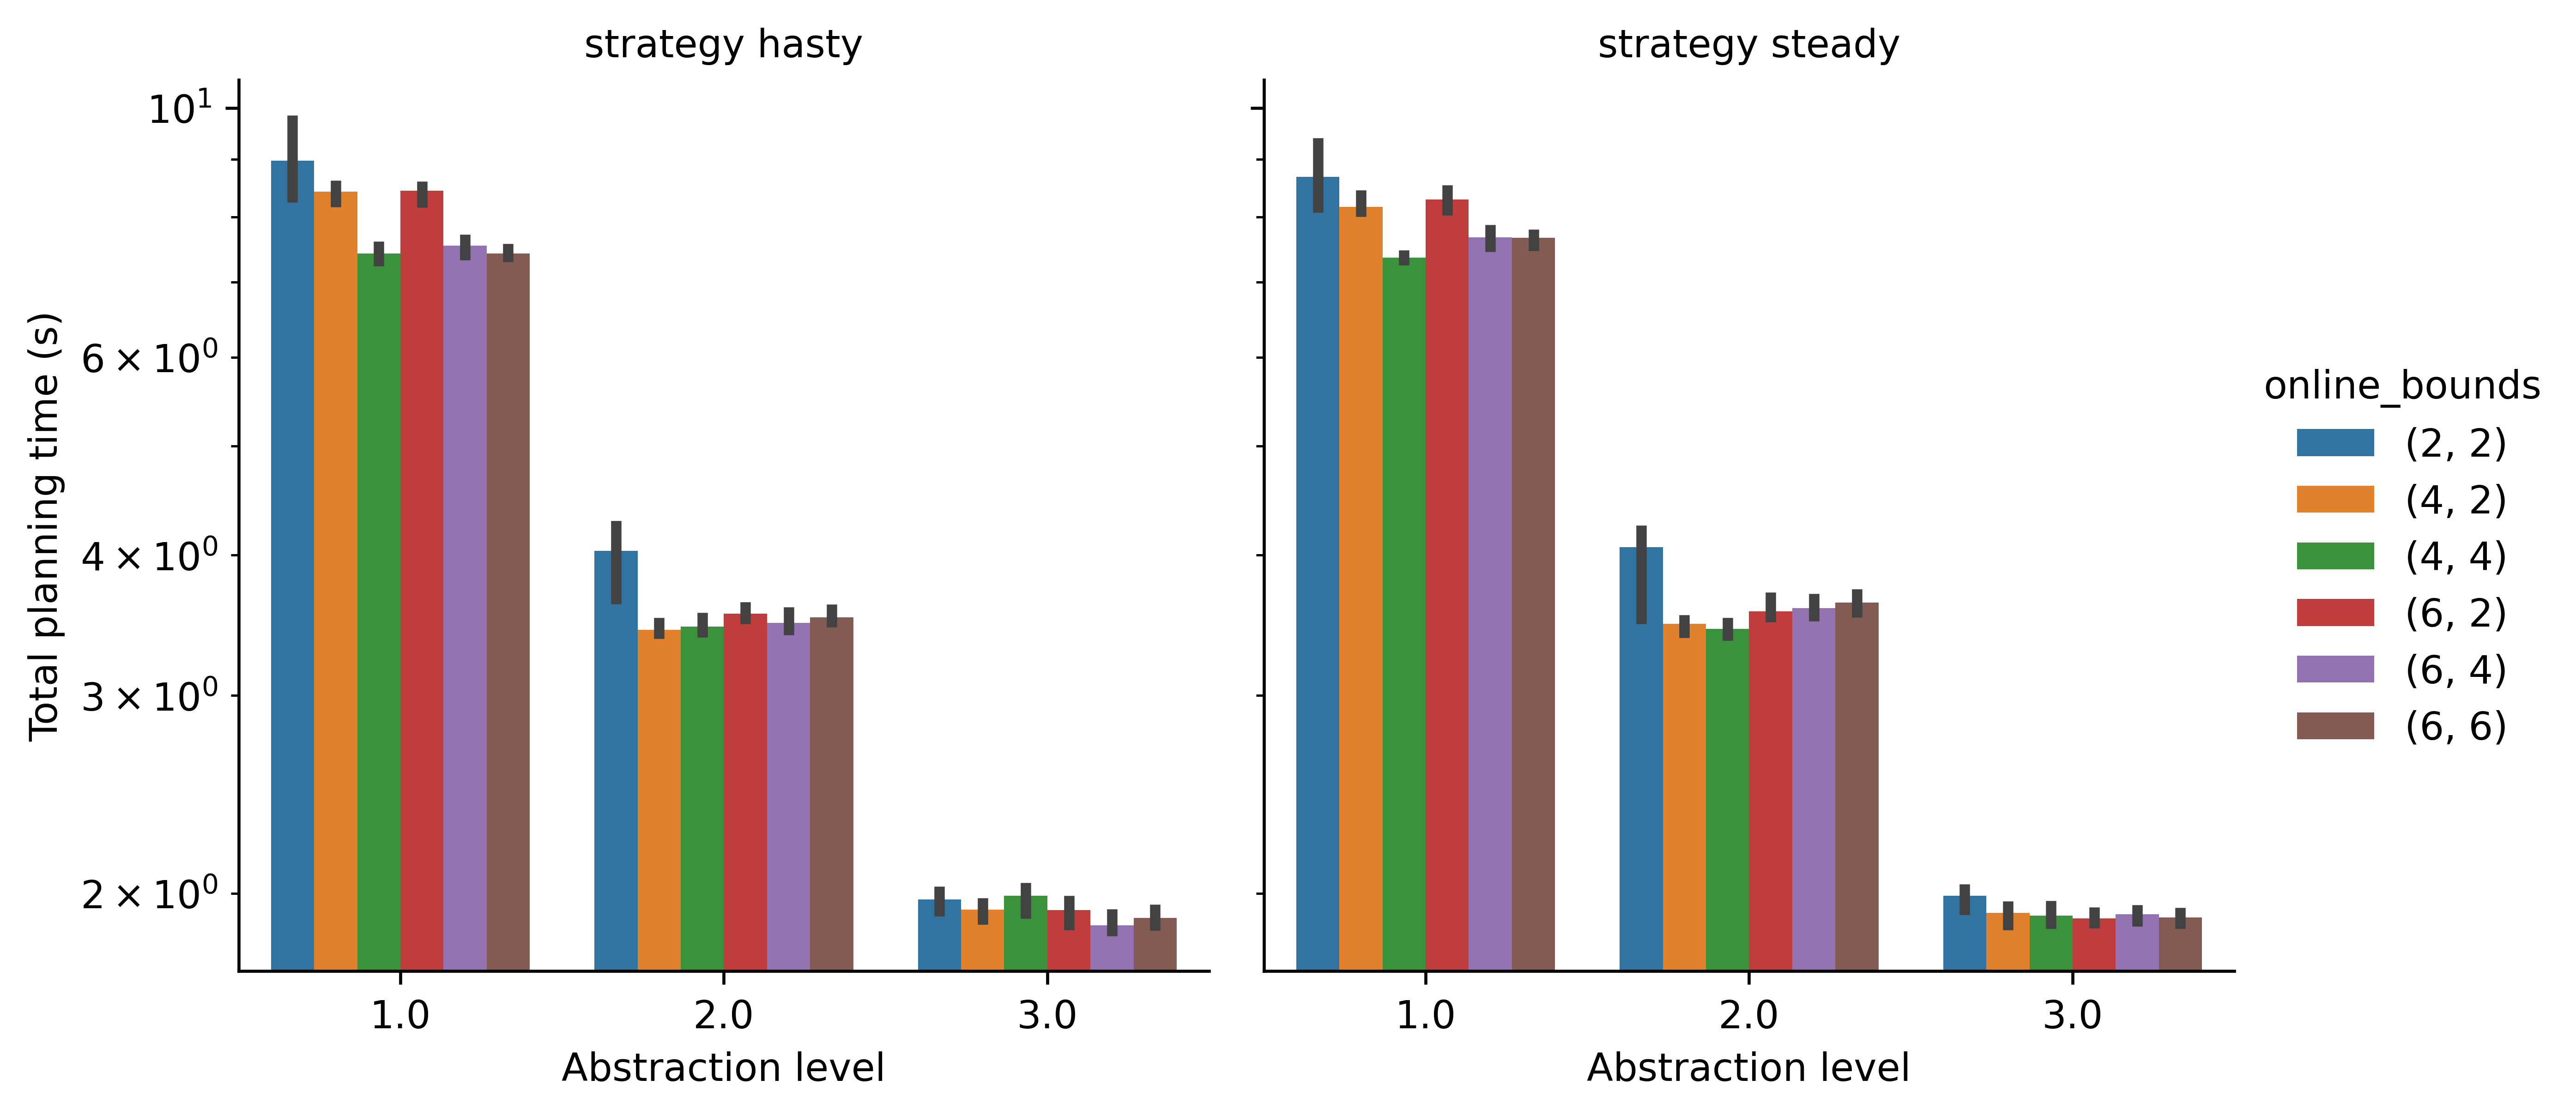 strategy hasty
strategy steady
Total planning time (s)
10¹
6 × 10⁰
4 × 10⁰
3 × 10⁰
2 × 10⁰
1.0 2.0 3.0
1.0 2.0 3.0
Abstraction level
Abstraction level
online_bounds
(2, 2)
(4, 2)
(4, 4)
(6, 2)
(6, 4)
(6, 6)